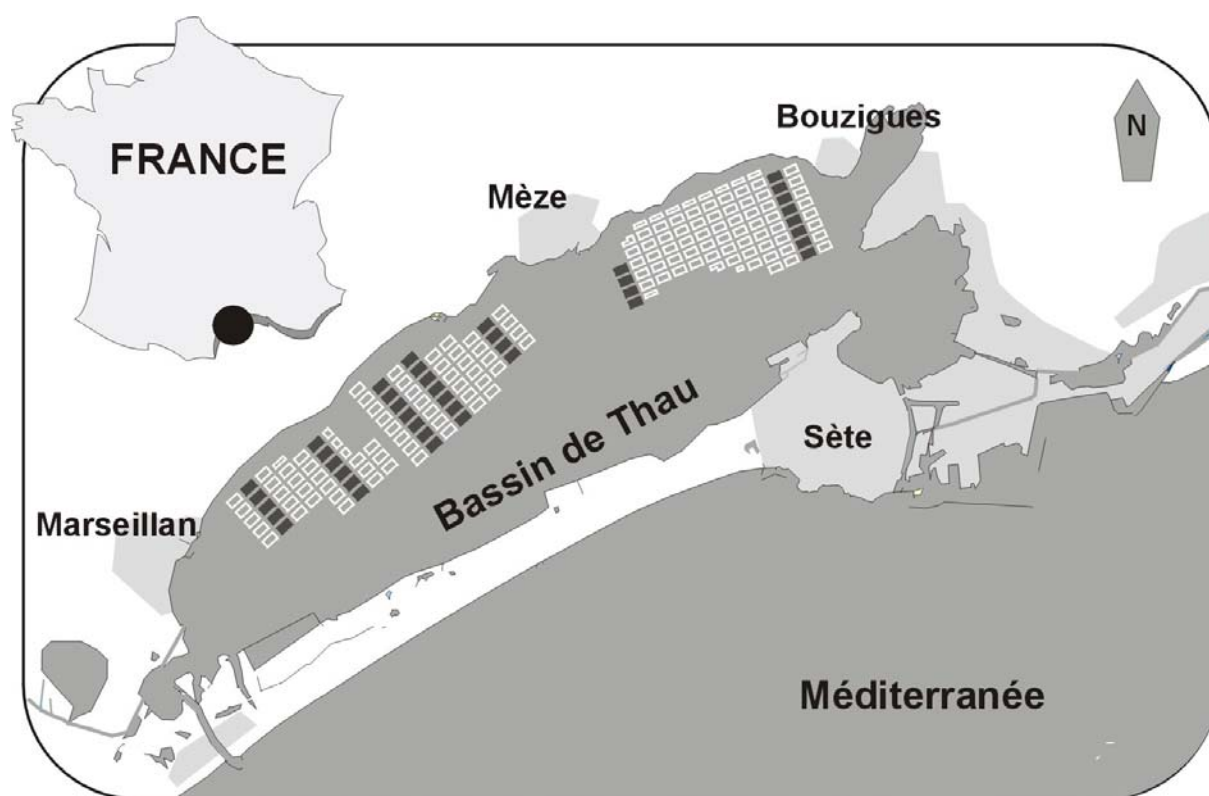 FRANCE
Bouzigues
N
Mèze
Bassin de Thau
Sète
Marseillan
Méditerranée